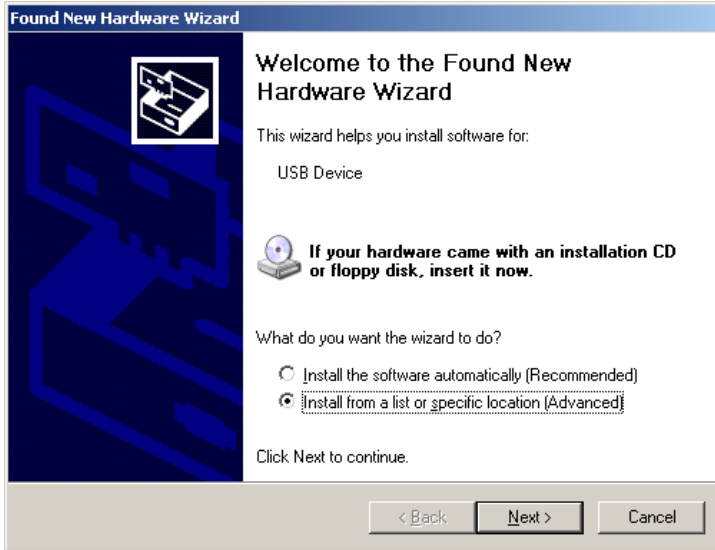 Found New Hardware Wizard
Welcome to the Found New
Hardware Wizard
This wizard helps you install software for:
USB Device
If your hardware came with an installation CD
or floppy disk, insert it now.
What do you want the wizard to do?
Install the software automatically (Recommended)
Install from a list or specific location (Advanced)
Click Next to continue.
< Back
Next >
Cancel